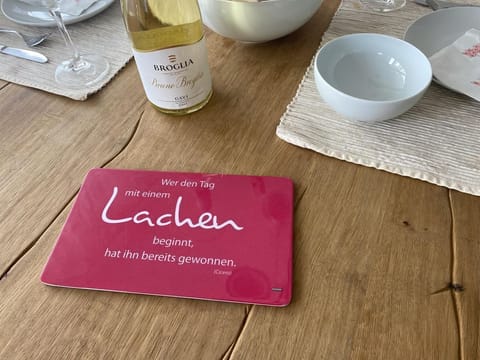 BROGLIA
Bruno Broglia
GAVI
Wer den Tag
mit einem
Lachen
beginnt,
hat ihn bereits gewonnen.
(Cicero)